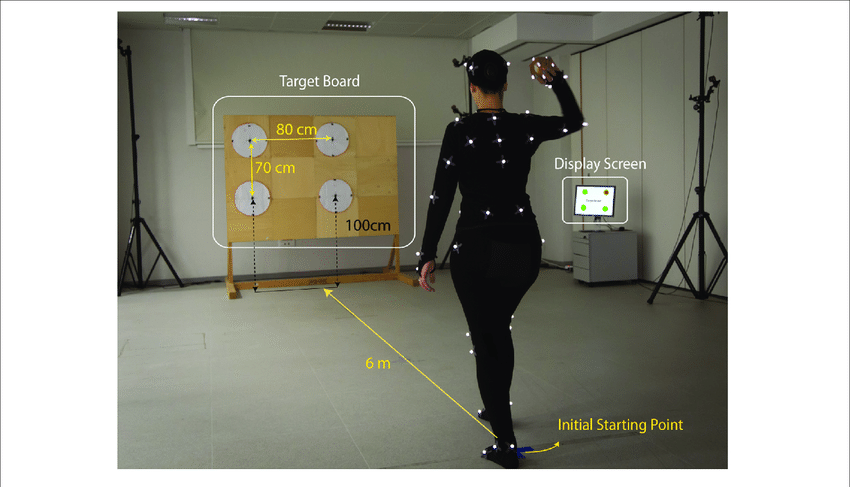 Target Board
80 cm
70 cm
100cm
Display Screen
6 m
Initial Starting Point